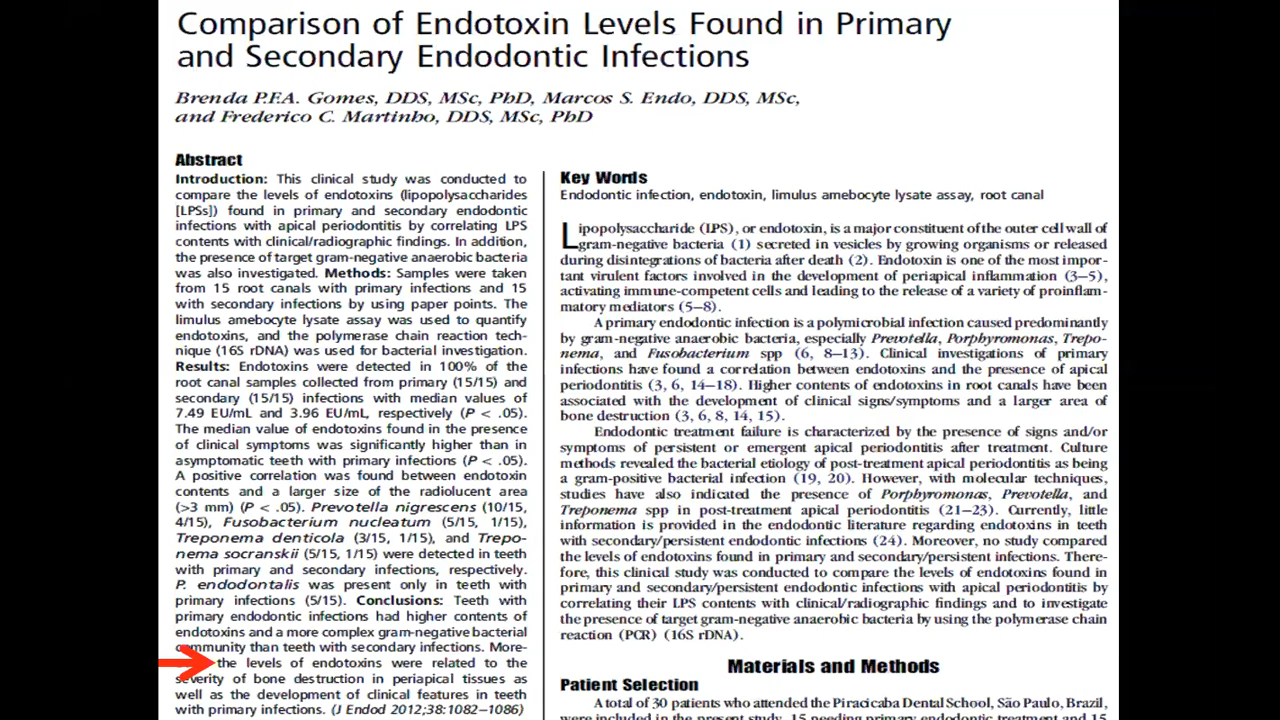 Comparison of Endotoxin Levels Found in Primary
and Secondary Endodontic Infections
Brenda P.F.A. Gomes, DDS, MSc, PhD, Marcos S. Endo, DDS, MSc,
and Frederico C. Martinho, DDS, MSc, PhD
Abstract
Introduction: This clinical study was conducted to
compare the levels of endotoxins (lipopolysaccharides
[LPSs]) found in primary and secondary endodontic
infections with apical periodontitis by correlating LPS
contents with clinical/radiographic findings. In addition,
the presence of target gram-negative anaerobic bacteria
was also investigated. Methods: Samples were taken
from 15 root canals with primary infections and 15
with secondary infections by using paper points. The
limulus amebocyte lysate assay was used to quantify
endotoxins, and the polymerase chain reaction tech-
nique (16S rDNA) was used for bacterial investigation.
Results: Endotoxins were detected in 100% of the
root canal samples collected from primary (15/15) and
secondary (15/15) infections with median values of
7.49 EU/mL and 3.96 EU/mL, respectively (P < .05).
The median value of endotoxins found in the presence
of clinical symptoms was significantly higher than in
asymptomatic teeth with primary infections (P < .05).
A positive correlation was found between endotoxin
contents and a larger size of the radiolucent area
(>3 mm) (P < .05). Prevotella nigrescens (10/15,
4/15), Fusobacterium nucleatum (5/15, 1/15),
Treponema denticola (3/15, 1/15), and Trepo-
nema socranskii (5/15, 1/15) were detected in teeth
with primary and secondary infections, respectively.
P. endodontalis was present only in teeth with
primary infections (5/15). Conclusions: Teeth with
primary endodontic infections had higher contents of
endotoxins and a more complex gram-negative bacterial
community than teeth with secondary infections. More-
the levels of endotoxins were related to the
severity of bone destruction in periapical tissues as
well as the development of clinical features in teeth
with primary infections. (J Endod 2012;38:1082–1086)
Key Words
Endodontic infection, endotoxin, limulus amebocyte lysate assay, root canal
Lipopolysaccharide (LPS), or endotoxin, is a major constituent of the outer cell wall of
gram-negative bacteria (1) secreted in vesicles by growing organisms or released
during disintegrations of bacteria after death (2). Endotoxin is one of the most impor-
tant virulent factors involved in the development of periapical inflammation (3–5),
activating immune-competent cells and leading to the release of a variety of proinflam-
matory mediators (5–8).
A primary endodontic infection is a polymicrobial infection caused predominantly
by gram-negative anaerobic bacteria, especially Prevotella, Porphyromonas, Trepo-
nema, and Fusobacterium spp (6, 8–13). Clinical investigations of primary
infections have found a correlation between endotoxins and the presence of apical
periodontitis (3, 6, 14–18). Higher contents of endotoxins in root canals have been
associated with the development of clinical signs/symptoms and a larger area of
bone destruction (3, 6, 8, 14, 15).
Endodontic treatment failure is characterized by the presence of signs and/or
symptoms of persistent or emergent apical periodontitis after treatment. Culture
methods revealed the bacterial etiology of post-treatment apical periodontitis as being
a gram-positive bacterial infection (19, 20). However, with molecular techniques,
studies have also indicated the presence of Porphyromonas, Prevotella, and
Treponema spp in post-treatment apical periodontitis (21–23). Currently, little
information is provided in the endodontic literature regarding endotoxins in teeth
with secondary/persistent endodontic infections (24). Moreover, no study compared
the levels of endotoxins found in primary and secondary/persistent infections. There-
fore, this clinical study was conducted to compare the levels of endotoxins found in
primary and secondary/persistent endodontic infections with apical periodontitis by
correlating their LPS contents with clinical/radiographic findings and to investigate
the presence of target gram-negative anaerobic bacteria by using the polymerase chain
reaction (PCR) (16S rDNA).
Materials and Methods
Patient Selection
A total of 30 patients who attended the Piracicaba Dental School, São Paulo, Brazil,
were included in the present study, 15 needing primary endodontic treatment and 15